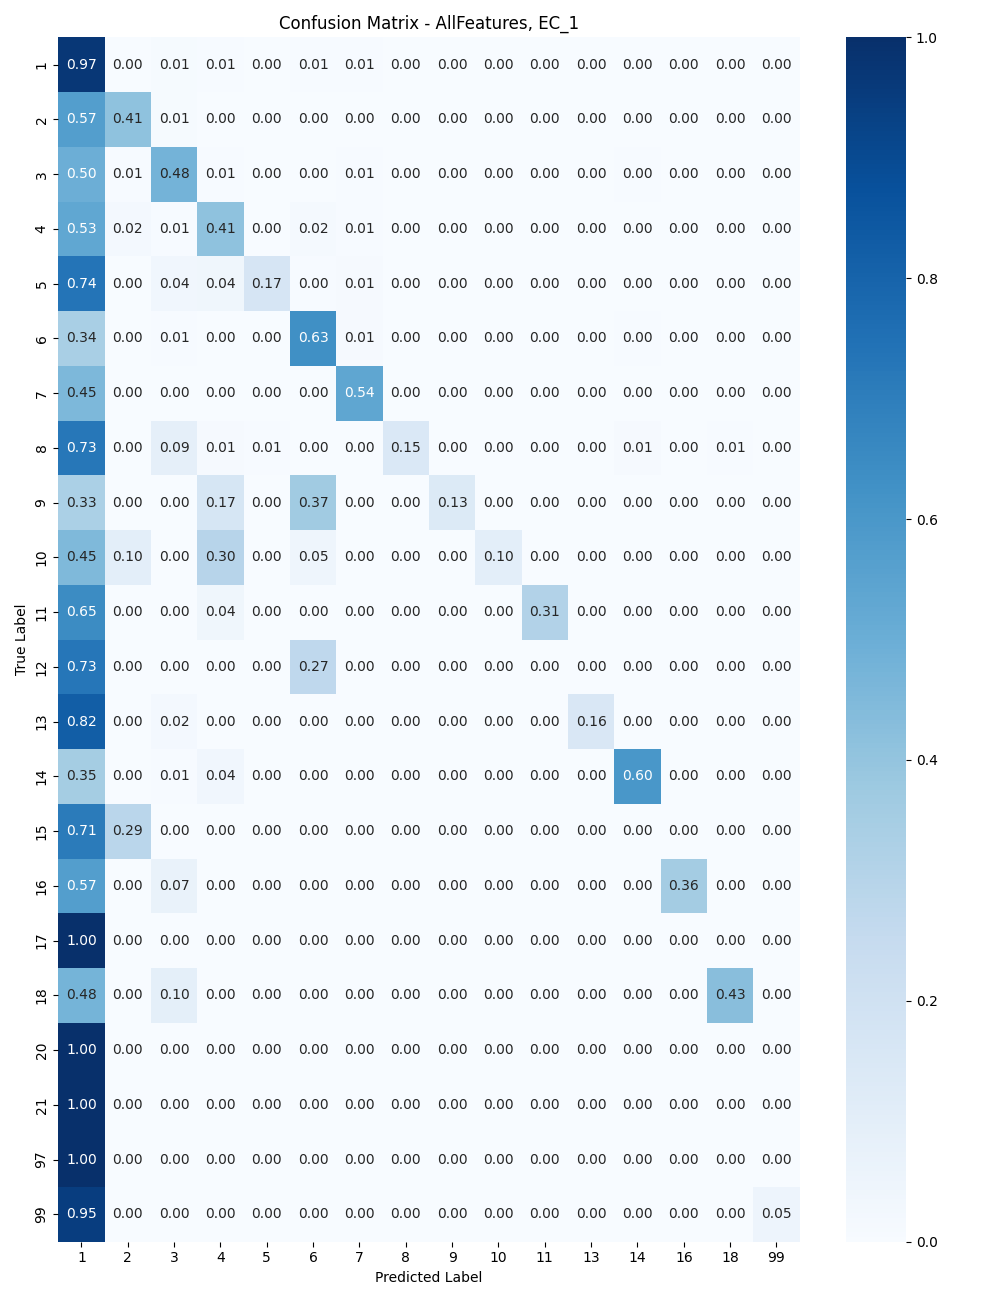 Confusion Matrix - AllFeatures, EC_1
1 0.97 0.00 0.01 0.01 0.00 0.01 0.01 0.00 0.00 0.00 0.00 0.00 0.00 0.00 0.00 0.00
2 0.57 0.41 0.01 0.00 0.00 0.00 0.00 0.00 0.00 0.00 0.00 0.00 0.00 0.00 0.00 0.00
3 0.50 0.01 0.48 0.01 0.00 0.00 0.01 0.00 0.00 0.00 0.00 0.00 0.00 0.00 0.00 0.00
4 0.53 0.02 0.01 0.41 0.00 0.02 0.01 0.00 0.00 0.00 0.00 0.00 0.00 0.00 0.00 0.00
5 0.74 0.00 0.04 0.04 0.17 0.00 0.01 0.00 0.00 0.00 0.00 0.00 0.00 0.00 0.00 0.00
6 0.34 0.00 0.01 0.00 0.00 0.63 0.01 0.00 0.00 0.00 0.00 0.00 0.00 0.00 0.00 0.00
7 0.45 0.00 0.00 0.00 0.00 0.00 0.54 0.00 0.00 0.00 0.00 0.00 0.00 0.00 0.00 0.00
8 0.73 0.00 0.09 0.01 0.01 0.00 0.00 0.15 0.00 0.00 0.00 0.00 0.01 0.00 0.01 0.00
9 0.33 0.00 0.00 0.17 0.00 0.37 0.00 0.00 0.13 0.00 0.00 0.00 0.00 0.00 0.00 0.00
10 0.45 0.10 0.00 0.30 0.00 0.05 0.00 0.00 0.00 0.10 0.00 0.00 0.00 0.00 0.00 0.00
11 0.65 0.00 0.00 0.04 0.00 0.00 0.00 0.00 0.00 0.00 0.31 0.00 0.00 0.00 0.00 0.00
12 0.73 0.00 0.00 0.00 0.00 0.27 0.00 0.00 0.00 0.00 0.00 0.00 0.00 0.00 0.00 0.00
13 0.82 0.00 0.02 0.00 0.00 0.00 0.00 0.00 0.00 0.00 0.00 0.16 0.00 0.00 0.00 0.00
14 0.35 0.00 0.01 0.04 0.00 0.00 0.00 0.00 0.00 0.00 0.00 0.00 0.60 0.00 0.00 0.00
15 0.71 0.29 0.00 0.00 0.00 0.00 0.00 0.00 0.00 0.00 0.00 0.00 0.00 0.00 0.00 0.00
16 0.57 0.00 0.07 0.00 0.00 0.00 0.00 0.00 0.00 0.00 0.00 0.00 0.00 0.36 0.00 0.00
17 1.00 0.00 0.00 0.00 0.00 0.00 0.00 0.00 0.00 0.00 0.00 0.00 0.00 0.00 0.00 0.00
18 0.48 0.00 0.10 0.00 0.00 0.00 0.00 0.00 0.00 0.00 0.00 0.00 0.00 0.00 0.43 0.00
20 1.00 0.00 0.00 0.00 0.00 0.00 0.00 0.00 0.00 0.00 0.00 0.00 0.00 0.00 0.00 0.00
21 1.00 0.00 0.00 0.00 0.00 0.00 0.00 0.00 0.00 0.00 0.00 0.00 0.00 0.00 0.00 0.00
97 1.00 0.00 0.00 0.00 0.00 0.00 0.00 0.00 0.00 0.00 0.00 0.00 0.00 0.00 0.00 0.00
99 0.95 0.00 0.00 0.00 0.00 0.00 0.00 0.00 0.00 0.00 0.00 0.00 0.00 0.00 0.00 0.05
1 2 3 4 5 6 7 8 9 10 11 13 14 16 18 99
Predicted Label
True Label
1.0
0.8
0.6
0.4
0.2
0.0